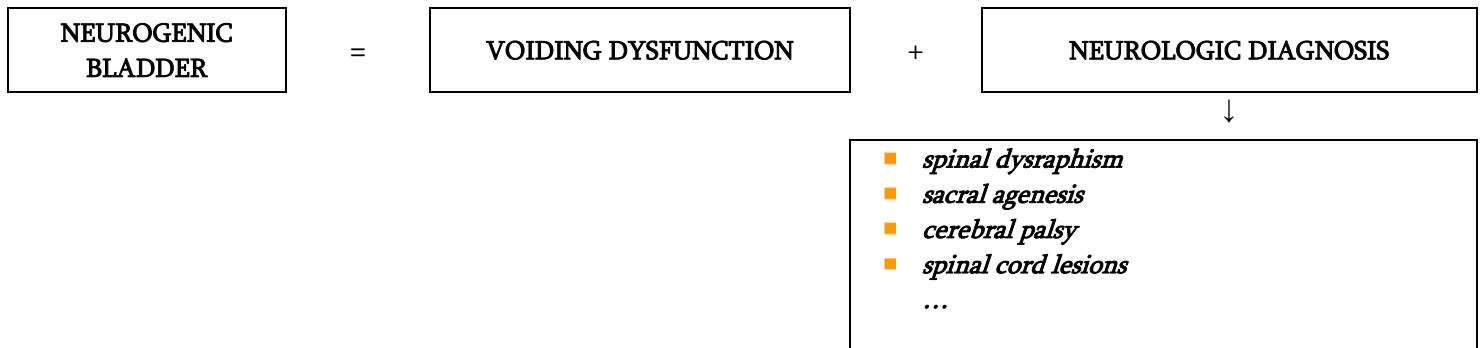 NEUROGENIC
BLADDER
=
VOIDING DYSFUNCTION
+
NEUROLOGIC DIAGNOSIS
↓
▪ spinal dysraphism
▪ sacral agenesis
▪ cerebral palsy
▪ spinal cord lesions
…